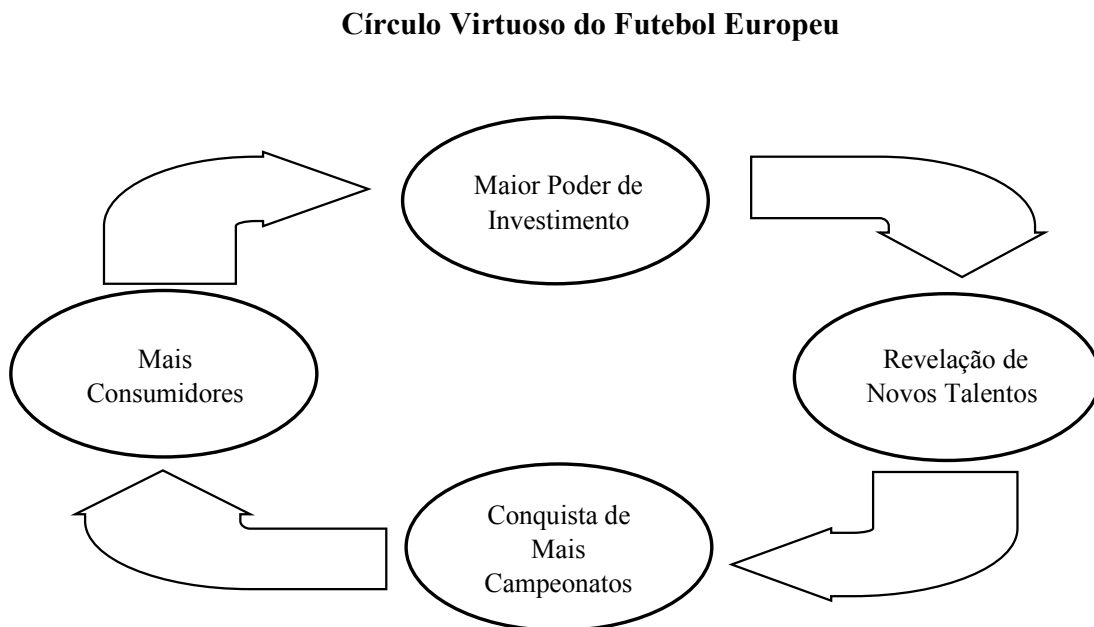 Círculo Virtuoso do Futebol Europeu
Maior Poder de
Investimento
Mais
Consumidores
Revelação de
Novos Talentos
Conquista de
Mais
Campeonatos